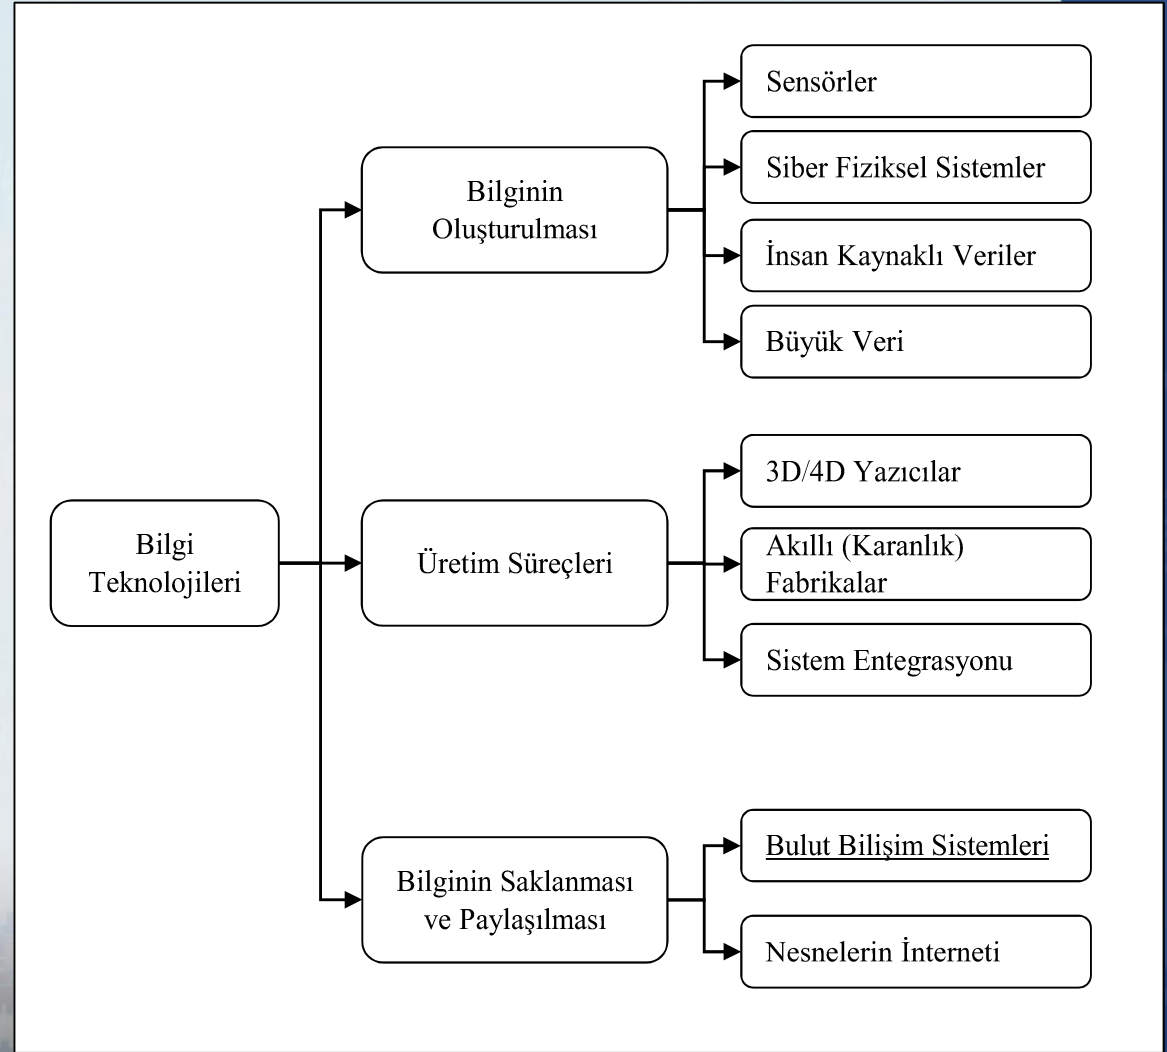 Bilgi
Teknolojileri
Bilginin
Oluşturulması
Sensörler
Siber Fiziksel Sistemler
İnsan Kaynaklı Veriler
Büyük Veri
Üretim Süreçleri
3D/4D Yazıcılar
Akıllı (Karanlık)
Fabrikalar
Sistem Entegrasyonu
Bilginin Saklanması
ve Paylaşılması
Bulut Bilişim Sistemleri
Nesnelerin İnterneti